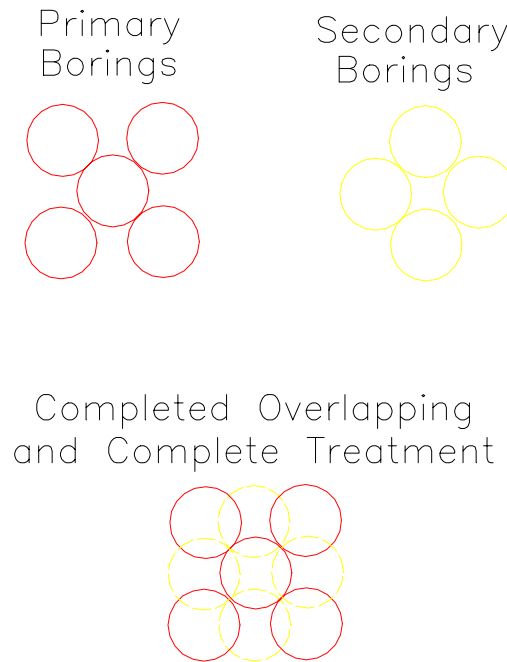 Primary
Borings
Secondary
Borings
Completed Overlapping
and Complete Treatment